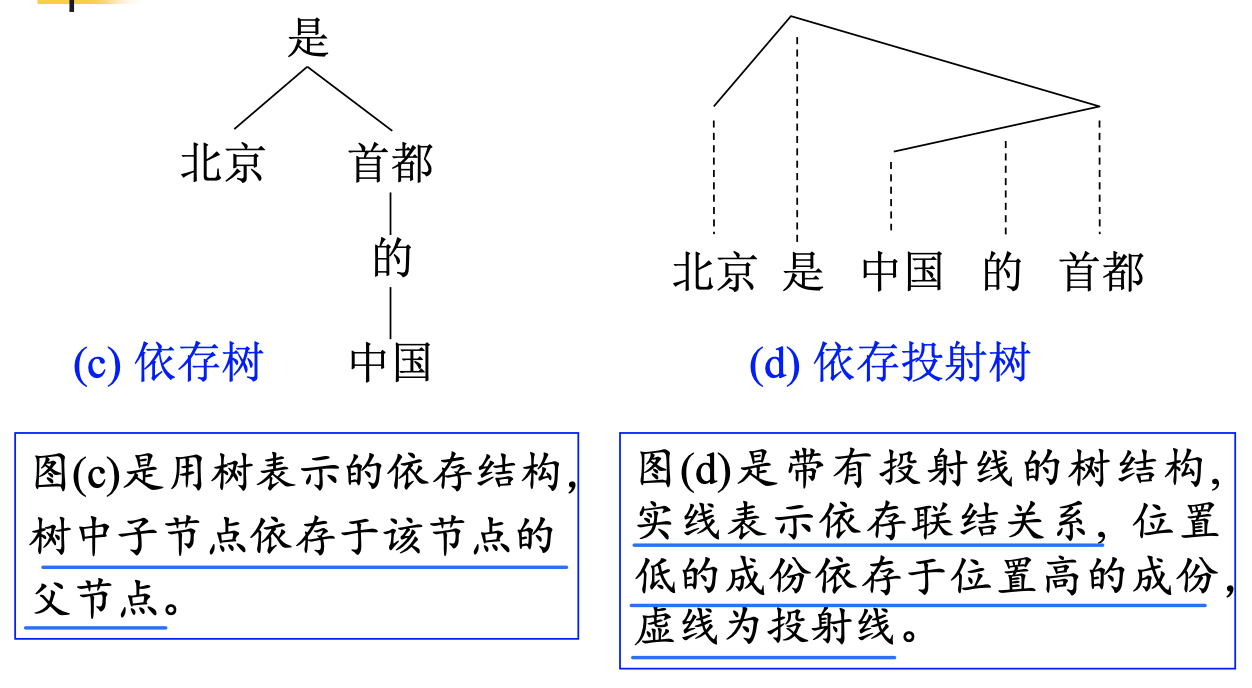 是
北京 首都
的
中国
(c) 依存树
北京 是 中国 的 首都
(d) 依存投射树
图(c)是用树表示的依存结构,
树中子节点依存于该节点的
父节点。
图(d)是带有投射线的树结构,
实线表示依存联结关系, 位置
低的成份依存于位置高的成份,
虚线为投射线。